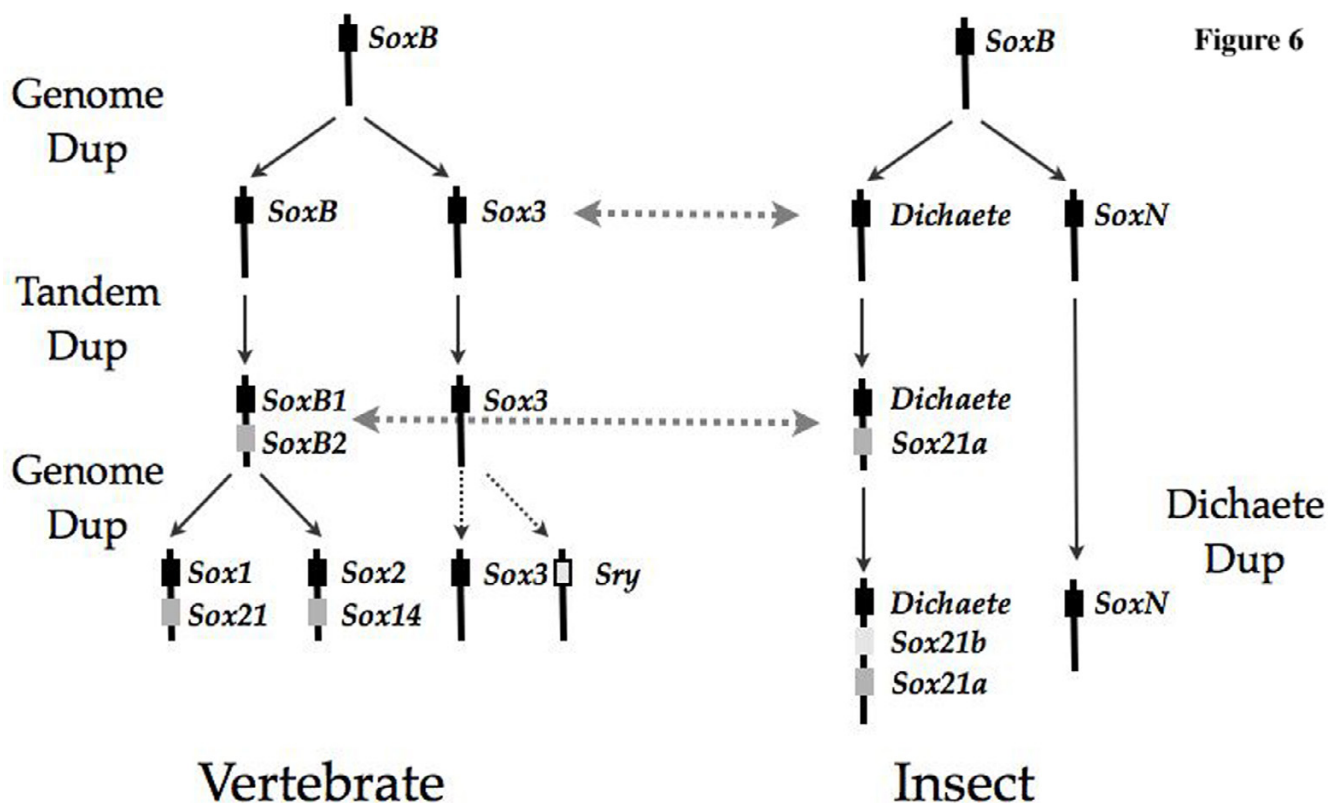 SoxB
SoxB
Figure 6
Genome
Dup
SoxB
Sox3
Dichaete
SoxN
Tandem
Dup
SoxB1
SoxB2
Sox3
Dichaete
Sox21a
Genome
Dup
Dichaete
Dup
Sox1
Sox21
Sox2
Sox14
Sox3
Sry
Dichaete
Sox21b
Sox21a
SoxN
Vertebrate
Insect